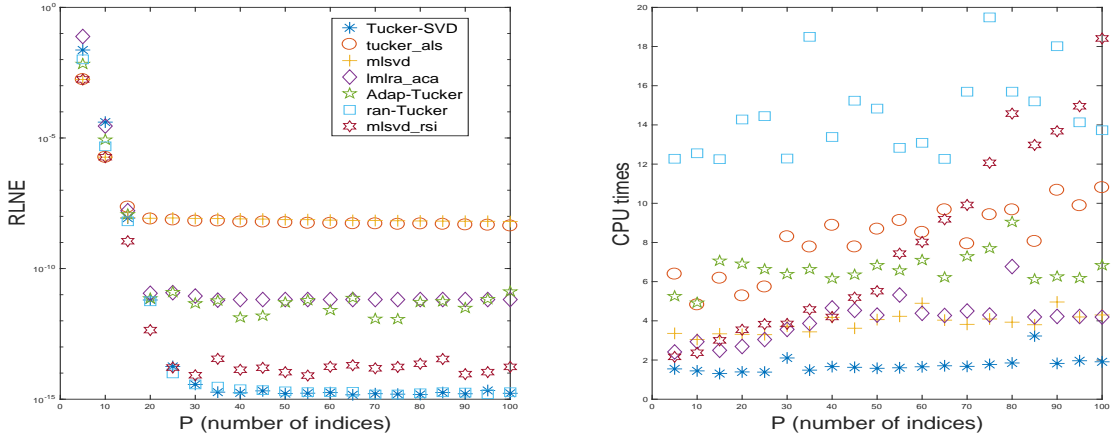 10^0
10^-5
10^-10
10^-15
RLNE
0 10 20 30 40 50 60 70 80 90 100
P (number of indices)
Tucker-SVD
tucker_als
mlsvd
lmlra_aca
Adap-Tucker
ran-Tucker
mlsvd_rsi
20
18
16
14
12
10
8
6
4
2
0
CPU times
0 10 20 30 40 50 60 70 80 90 100
P (number of indices)